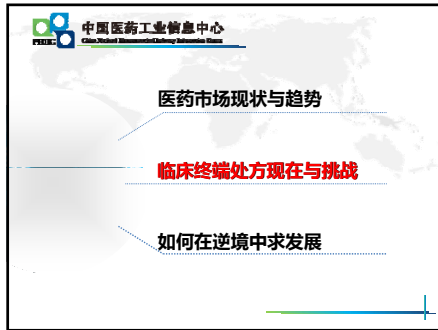 中国医药工业信息中心
医药市场现状与趋势
临床终端处方现在与挑战
如何在逆境中求发展